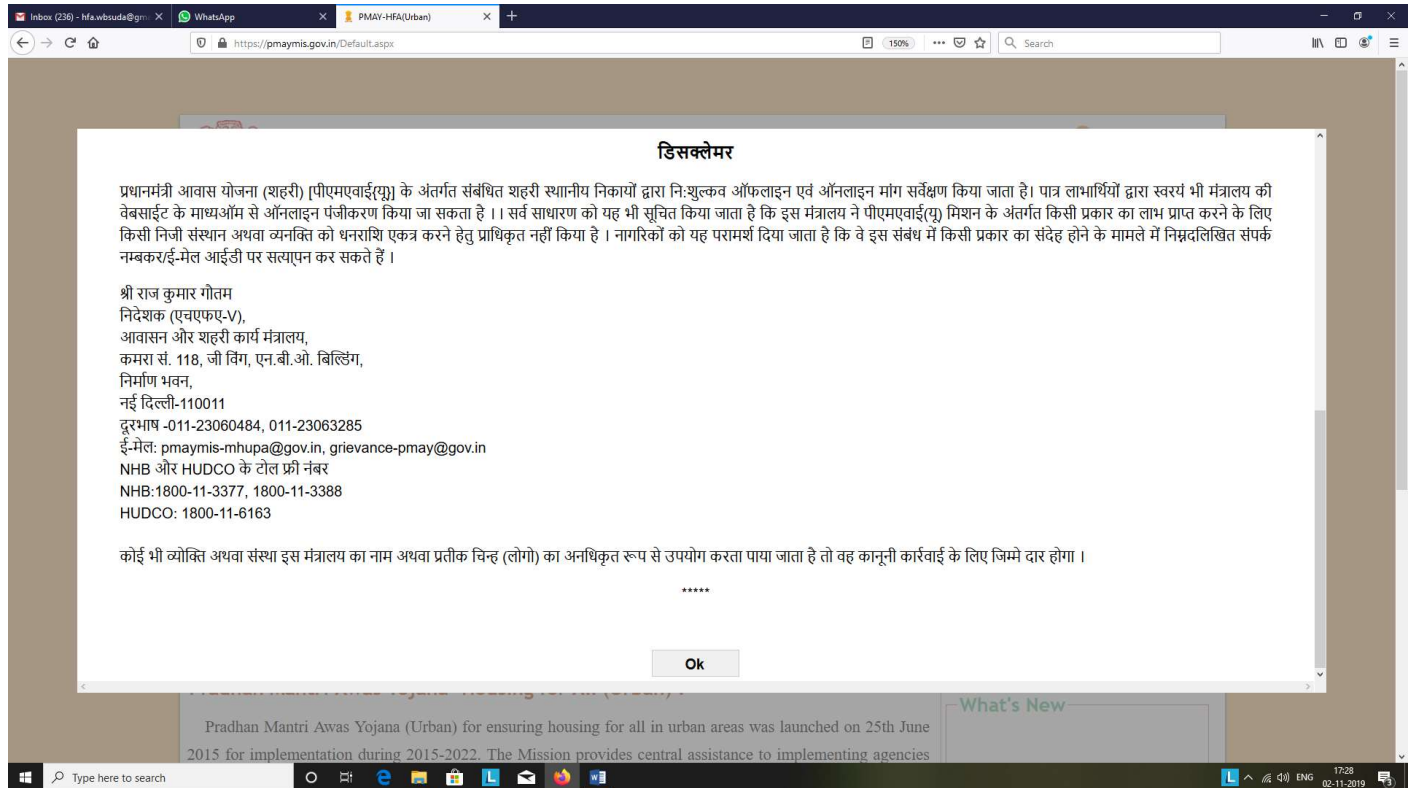 Inbox (236) - hfa.wbsuda@gm
WhatsApp
PMAY-HFA(Urban)
https://pmaymis.gov.in/Default.aspx
150%
Search
डिसक्लेमर
प्रधानमंत्री आवास योजना (शहरी) [पीएमएवाई{यू}] के अंतर्गत संबंधित शहरी स्थानीय निकायों द्वारा नि:शुल्कव ऑफलाइन एवं ऑनलाइन मांग सर्वेक्षण किया जाता है। पात्र लाभार्थियों द्वारा स्वरयं भी मंत्रालय की
वेबसाईट के माध्यऑम से ऑनलाइन पंजीकरण किया जा सकता है ।। सर्व साधारण को यह भी सूचित किया जाता है कि इस मंत्रालय ने पीएमएवाई(यू) मिशन के अंतर्गत किसी प्रकार का लाभ प्राप्त करने के लिए
किसी निजी संस्थान अथवा व्यनक्ति को धनराशि एकत्र करने हेतु प्राधिकृत नहीं किया है । नागरिकों को यह परामर्श दिया जाता है कि वे इस संबंध में किसी प्रकार का संदेह होने के मामले में निम्नदलिखित संपर्क
नम्बकर/ई-मेल आईडी पर सत्याुपन कर सकते हैं ।
श्री राज कुमार गौतम
निदेशक (एचएफए-V),
आवासन और शहरी कार्य मंत्रालय,
कमरा सं. 118, जी विंग, एन.बी.ओ. बिल्डिंग,
निर्माण भवन,
नई दिल्ली-110011
दूरभाष -011-23060484, 011-23063285
ई-मेल: pmaymis-mhupa@gov.in, grievance-pmay@gov.in
NHB और HUDCO के टोल फ्री नंबर
NHB:1800-11-3377, 1800-11-3388
HUDCO: 1800-11-6163
कोई भी व्योक्ति अथवा संस्था इस मंत्रालय का नाम अथवा प्रतीक चिन्ह (लोगो) का अनधिकृत रूप से उपयोग करता पाया जाता है तो वह कानूनी कार्रवाई के लिए जिम्मे दार होगा ।
*****
Ok
What's New
Pradhan Mantri Awas Yojana (Urban) for ensuring housing for all in urban areas was launched on 25th June
2015 for implementation during 2015-2022. The Mission provides central assistance to implementing agencies
Type here to search
ENG
17:28
02-11-2019